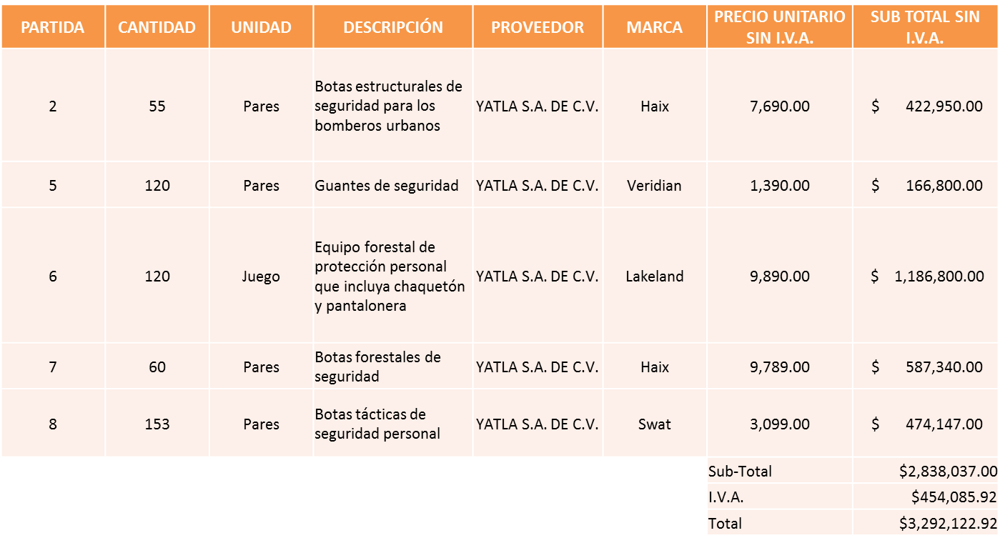 PARTIDA CANTIDAD UNIDAD DESCRIPCIÓN PROVEEDOR MARCA PRECIO UNITARIO SUB TOTAL SIN
SIN I.V.A. I.V.A.
Botas estructurales de
2 55 Pares seguridad para los YATLA S.A. DE C.V. Haix 7,690.00 $ 422,950.00
bomberos urbanos
5 120 Pares Guantes de seguridad YATLA S.A. DE C.V. Veridian 1,390.00 $ 166,800.00
Equipo forestal de
protección personal
6 120 Juego que incluya chaquetón YATLA S.A. DE C.V. Lakeland 9,890.00 $ 1,186,800.00
y pantalonera
Botas forestales de
7 60 Pares seguridad YATLA S.A. DE C.V. Haix 9,789.00 $ 587,340.00
Botas tácticas de
8 153 Pares seguridad personal YATLA S.A. DE C.V. Swat 3,099.00 $ 474,147.00
Sub-Total $2,838,037.00
I.V.A. $454,085.92
Total $3,292,122.92